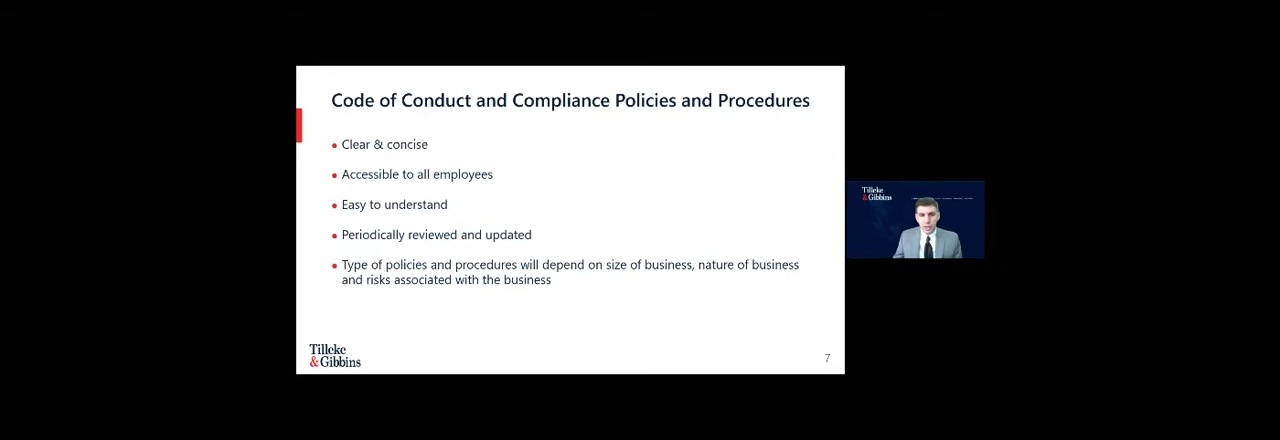 Code of Conduct and Compliance Policies and Procedures
• Clear & concise
• Accessible to all employees
• Easy to understand
• Periodically reviewed and updated
• Type of policies and procedures will depend on size of business, nature of business
and risks associated with the business
Tilleke
& Gibbins
7
Tilleke
& Gibbins